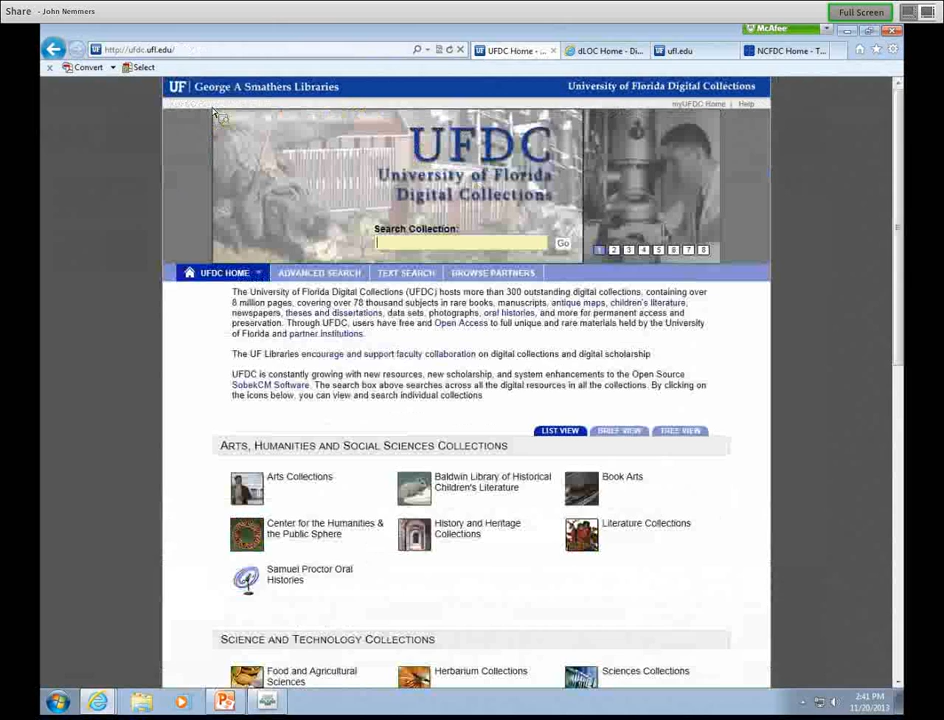 Share - John Nemmers
Full Screen
McAfee
http://ufdc.ufl.edu/
UFDC Home - ...
dLOC Home - Di...
ufl.edu
NCFDC Home - T...
Convert
Select
UF George A Smathers Libraries
University of Florida Digital Collections
myUFDC Home | Help
UFDC
University of Florida
Digital Collections
Search Collection:
Go
1 2 3 4 5 6 7 8
UFDC HOME
ADVANCED SEARCH
TEXT SEARCH
BROWSE PARTNERS
The University of Florida Digital Collections (UFDC) hosts more than 300 outstanding digital collections, containing over
8 million pages, covering over 78 thousand subjects in rare books, manuscripts, antique maps, children's literature,
newspapers, theses and dissertations, data sets, photographs, oral histories, and more for permanent access and
preservation. Through UFDC, users have free and Open Access to full unique and rare materials held by the University
of Florida and partner institutions.
The UF Libraries encourage and support faculty collaboration on digital collections and digital scholarship
UFDC is constantly growing with new resources, new scholarship, and system enhancements to the Open Source
SobekCM Software. The search box above searches across all the digital resources in all the collections. By clicking on
the icons below, you can view and search individual collections
LIST VIEW
BRIEF VIEW
TREE VIEW
ARTS, HUMANITIES AND SOCIAL SCIENCES COLLECTIONS
Arts Collections
Baldwin Library of Historical
Children's Literature
Book Arts
Center for the Humanities &
the Public Sphere
History and Heritage
Collections
Literature Collections
Samuel Proctor Oral
Histories
SCIENCE AND TECHNOLOGY COLLECTIONS
Food and Agricultural
Sciences
Herbarium Collections
Sciences Collections
2:41 PM
11/20/2013